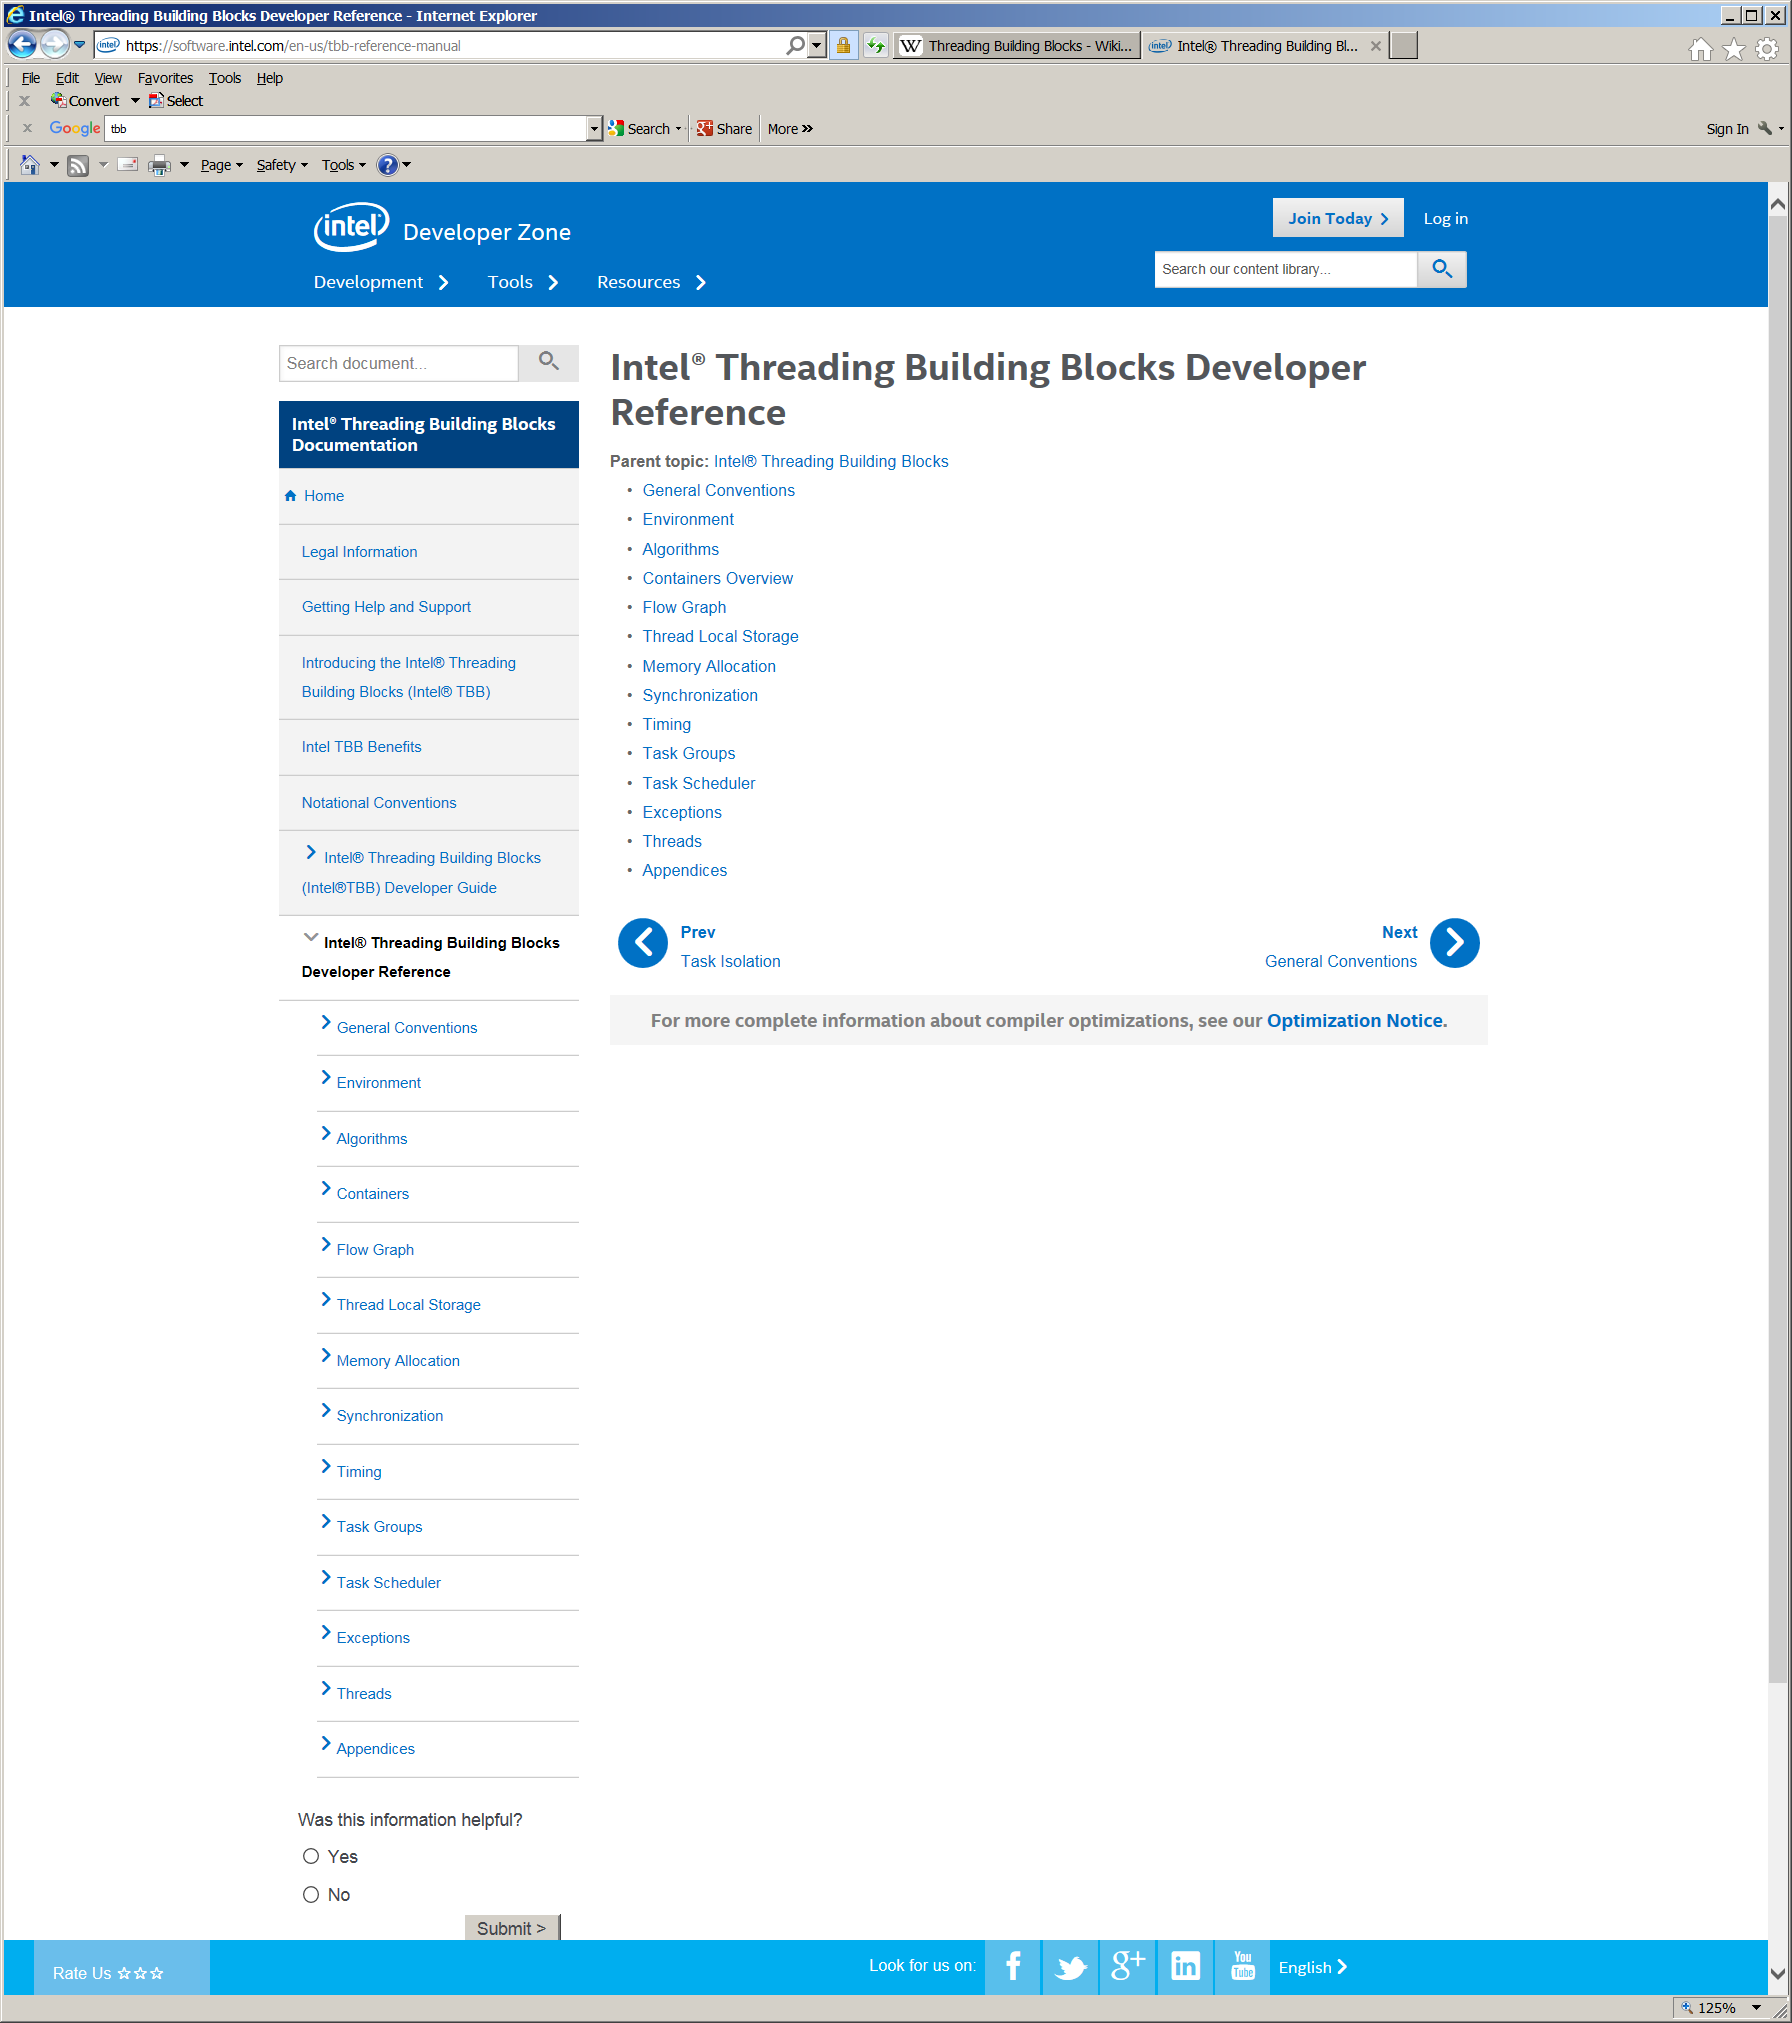 Intel® Threading Building Blocks Developer Reference - Internet Explorer
https://software.intel.com/en-us/tbb-reference-manual
Threading Building Blocks - Wiki...
Intel® Threading Building Bl...
File Edit View Favorites Tools Help
x Convert Select
x Google tbb Search Share More » Sign In
Page Safety Tools
intel Developer Zone
Join Today Log in
Search our content library...
Development Tools Resources
Search document...
Intel® Threading Building Blocks
Documentation
Home
Legal Information
Getting Help and Support
Introducing the Intel® Threading
Building Blocks (Intel® TBB)
Intel TBB Benefits
Notational Conventions
Intel® Threading Building Blocks
(Intel®TBB) Developer Guide
Intel® Threading Building Blocks
Developer Reference
General Conventions
Environment
Algorithms
Containers
Flow Graph
Thread Local Storage
Memory Allocation
Synchronization
Timing
Task Groups
Task Scheduler
Exceptions
Threads
Appendices
Was this information helpful?
Yes
No
Submit >
Intel® Threading Building Blocks Developer
Reference
Parent topic: Intel® Threading Building Blocks
• General Conventions
• Environment
• Algorithms
• Containers Overview
• Flow Graph
• Thread Local Storage
• Memory Allocation
• Synchronization
• Timing
• Task Groups
• Task Scheduler
• Exceptions
• Threads
• Appendices
Prev
Task Isolation
Next
General Conventions
For more complete information about compiler optimizations, see our Optimization Notice.
Rate Us ☆☆☆
Look for us on: f g+ in You Tube English
125%